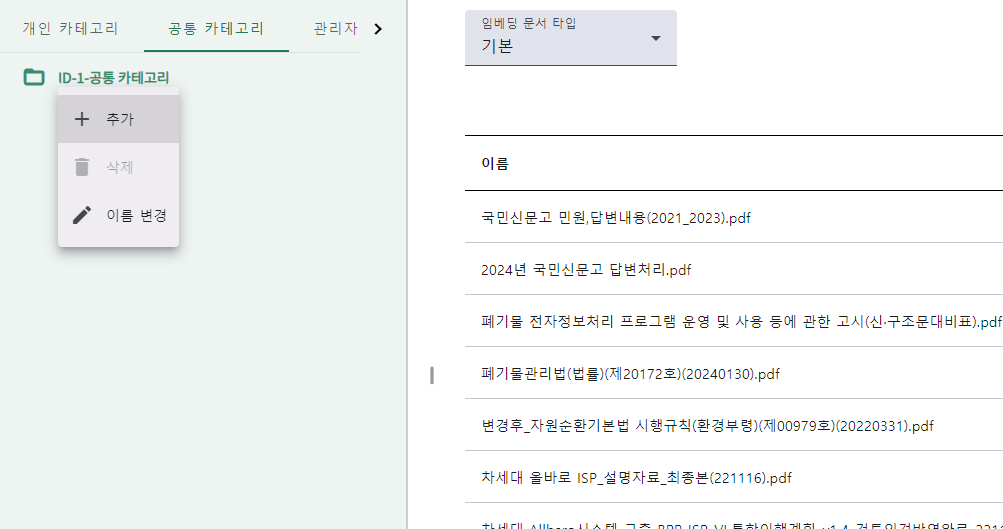 개인 카테고리
공통 카테고리
관리자
ID-1-공통 카테고리
추가
삭제
이름 변경
임베딩 문서 타입
기본
이름
국민신문고 민원,답변내용(2021_2023).pdf
2024년 국민신문고 답변처리.pdf
폐기물 전자정보처리 프로그램 운영 및 사용 등에 관한 고시(신·구조문대비표).pdf
폐기물관리법(법률)(제20172호)(20240130).pdf
변경후_자원순환기본법 시행규칙(환경부령)(제00979호)(20220331).pdf
차세대 올바로 ISP_설명자료_최종본(221116).pdf